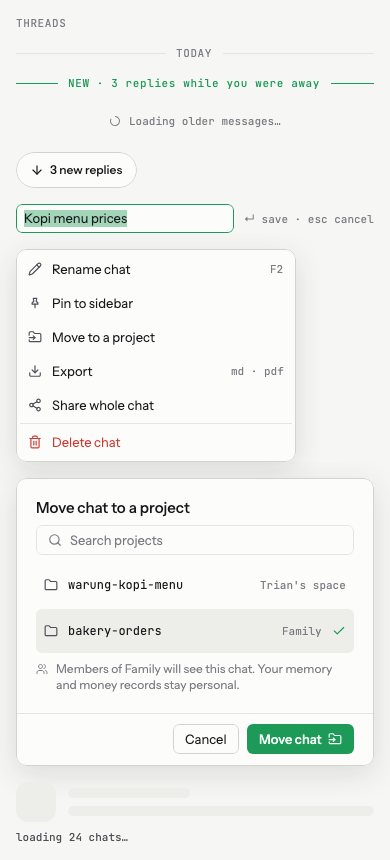 THREADS
TODAY
NEW · 3 replies while you were away
Loading older messages…
3 new replies
Kopi menu prices
↵ save · esc cancel
Rename chat F2
Pin to sidebar
Move to a project
Export md · pdf
Share whole chat
Delete chat
Move chat to a project
Search projects
warung-kopi-menu Trian's space
bakery-orders Family
Members of Family will see this chat. Your memory
and money records stay personal.
Cancel Move chat
loading 24 chats…